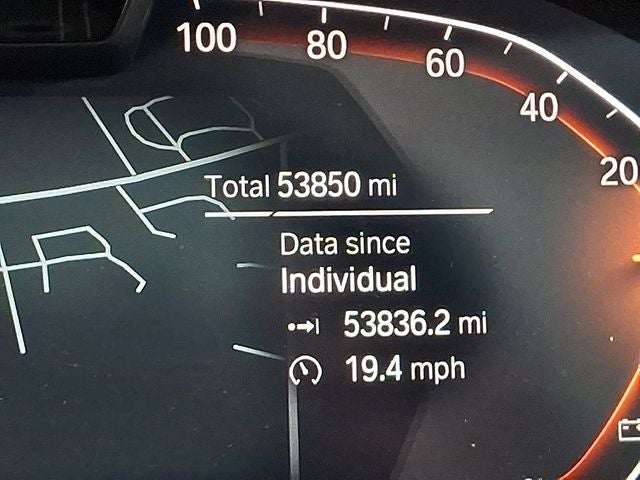 100 80 60 40 20
Total 53850 mi
Data since
Individual
53836.2 mi
19.4 mph